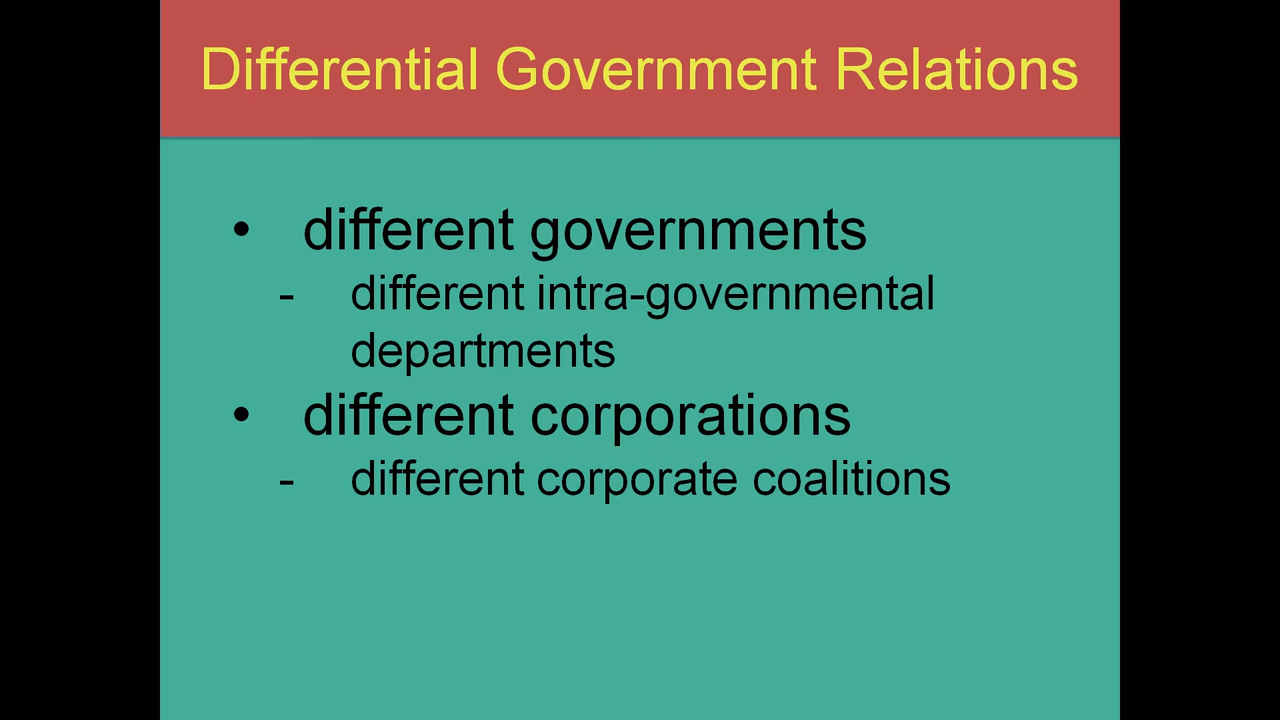 Differential Government Relations
• different governments
- different intra-governmental
departments
• different corporations
- different corporate coalitions